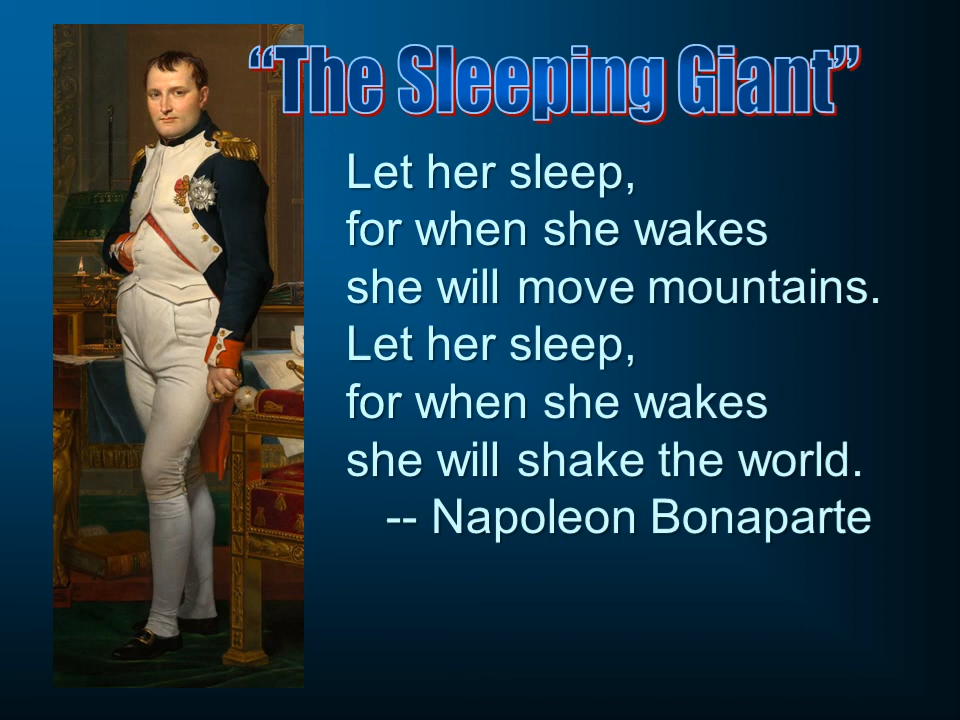 “The Sleeping Giant”
Let her sleep,
for when she wakes
she will move mountains.
Let her sleep,
for when she wakes
she will shake the world.
-- Napoleon Bonaparte